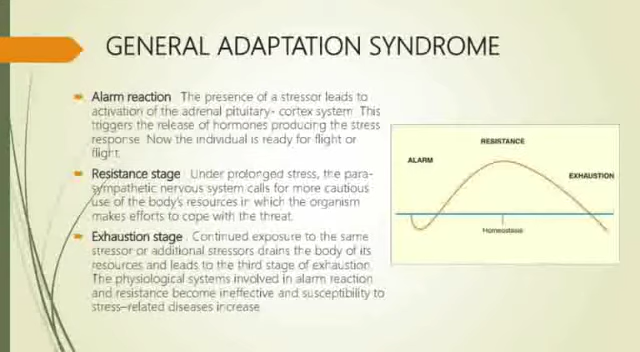 GENERAL ADAPTATION SYNDROME
Alarm reaction The presence of a stressor leads to
activation of the adrenal pituitary- cortex system. This
triggers the release of hormones producing the stress
response. Now the individual is ready for flight or
flight.
Resistance stage : Under prolonged stress, the para-
sympathetic nervous system calls for more cautious
use of the body's resources in which the organism
makes efforts to cope with the threat.
Exhaustion stage : Continued exposure to the same
stressor or additional stressors drains the body of its
resources and leads to the third stage of exhaustion.
The physiological systems involved in alarm reaction
and resistance become ineffective and susceptibility to
stress–related diseases increase
ALARM
RESISTANCE
EXHAUSTION
Homeostasis